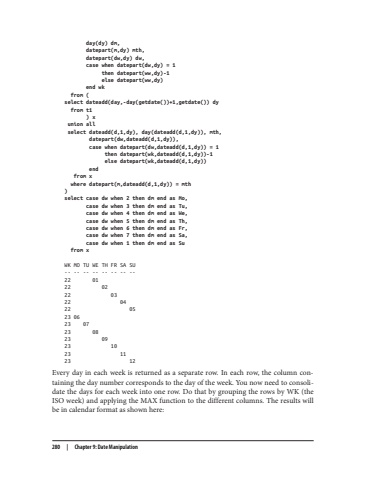 day(dy) dm,
datepart(m,dy) mth,
datepart(dw,dy) dw,
case when datepart(dw,dy) = 1
then datepart(ww,dy)-1
else datepart(ww,dy)
end wk
from (
select dateadd(day,-day(getdate())+1,getdate()) dy
from t1
) x
union all
select dateadd(d,1,dy), day(dateadd(d,1,dy)), mth,
datepart(dw,dateadd(d,1,dy)),
case when datepart(dw,dateadd(d,1,dy)) = 1
then datepart(wk,dateadd(d,1,dy))-1
else datepart(wk,dateadd(d,1,dy))
end
from x
where datepart(m,dateadd(d,1,dy)) = mth
)
select case dw when 2 then dm end as Mo,
case dw when 3 then dm end as Tu,
case dw when 4 then dm end as We,
case dw when 5 then dm end as Th,
case dw when 6 then dm end as Fr,
case dw when 7 then dm end as Sa,
case dw when 1 then dm end as Su
from x
WK MO TU WE TH FR SA SU
-- -- -- -- -- -- -- --
22 01
22 02
22 03
22 04
22 05
23 06
23 07
23 08
23 09
23 10
23 11
23 12
Every day in each week is returned as a separate row. In each row, the column con-
taining the day number corresponds to the day of the week. You now need to consoli-
date the days for each week into one row. Do that by grouping the rows by WK (the
ISO week) and applying the MAX function to the different columns. The results will
be in calendar format as shown here:
280 | Chapter 9: Date Manipulation